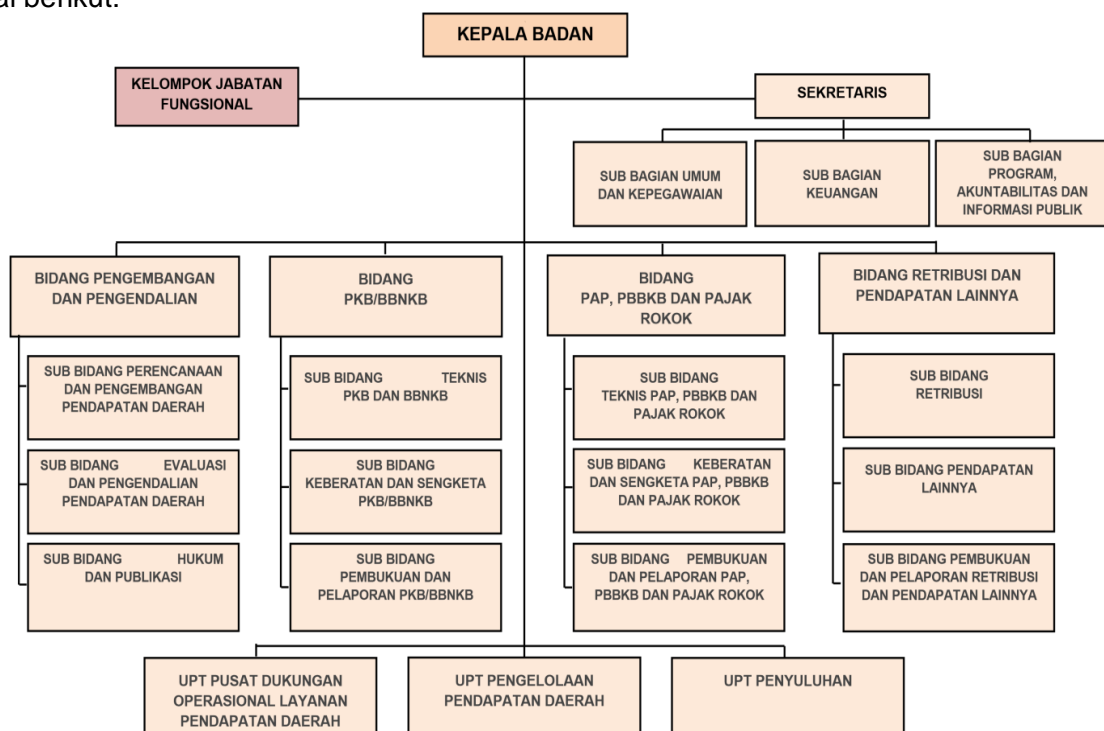 al berikut.
KEPALA BADAN
KELOMPOK JABATAN
FUNGSIONAL
SEKRETARIS
SUB BAGIAN UMUM
DAN KEPEGAWAIAN
SUB BAGIAN
KEUANGAN
SUB BAGIAN
PROGRAM,
AKUNTABILITAS DAN
INFORMASI PUBLIK
BIDANG PENGEMBANGAN
DAN PENGENDALIAN
BIDANG
PKB/BBNKB
BIDANG
PAP, PBBKB DAN PAJAK
ROKOK
BIDANG RETRIBUSI DAN
PENDAPATAN LAINNYA
SUB BIDANG PERENCANAAN
DAN PENGEMBANGAN
PENDAPATAN DAERAH
SUB BIDANG TEKNIS
PKB DAN BBNKB
SUB BIDANG
TEKNIS PAP, PBBKB DAN
PAJAK ROKOK
SUB BIDANG
RETRIBUSI
SUB BIDANG EVALUASI
DAN PENGENDALIAN
PENDAPATAN DAERAH
SUB BIDANG
KEBERATAN DAN SENGKETA
PKB/BBNKB
SUB BIDANG KEBERATAN
DAN SENGKETA PAP, PBBKB
DAN PAJAK ROKOK
SUB BIDANG PENDAPATAN
LAINNYA
SUB BIDANG HUKUM
DAN PUBLIKASI
SUB BIDANG
PEMBUKUAN DAN
PELAPORAN PKB/BBNKB
SUB BIDANG PEMBUKUAN
DAN PELAPORAN PAP,
PBBKB DAN PAJAK ROKOK
SUB BIDANG PEMBUKUAN
DAN PELAPORAN RETRIBUSI
DAN PENDAPATAN LAINNYA
UPT PUSAT DUKUNGAN
OPERASIONAL LAYANAN
PENDAPATAN DAERAH
UPT PENGELOLAAN
PENDAPATAN DAERAH
UPT PENYULUHAN